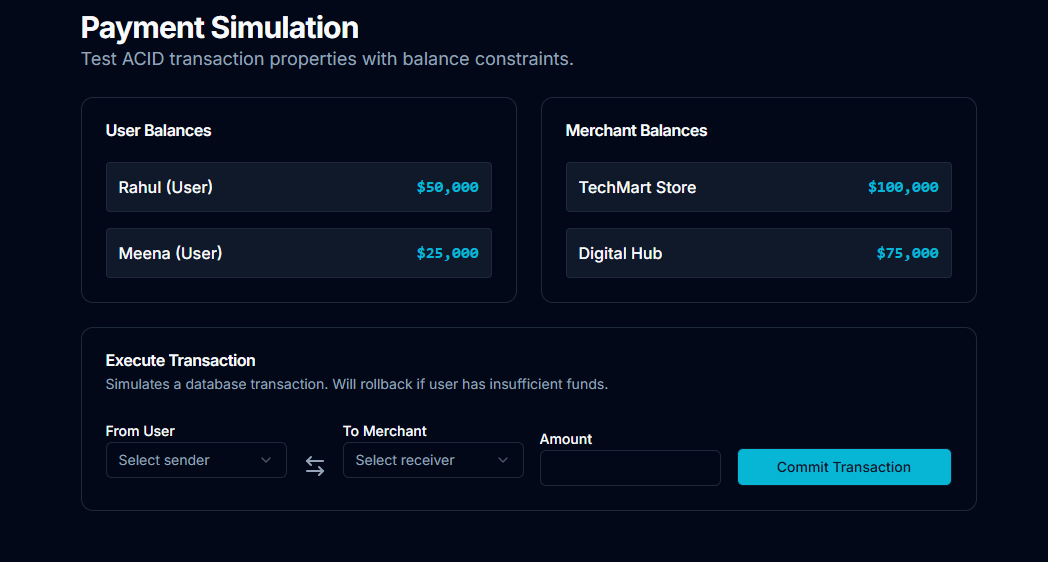 Payment Simulation
Test ACID transaction properties with balance constraints.
User Balances
Rahul (User) $50,000
Meena (User) $25,000
Merchant Balances
TechMart Store $100,000
Digital Hub $75,000
Execute Transaction
Simulates a database transaction. Will rollback if user has insufficient funds.
From User
Select sender
To Merchant
Select receiver
Amount
Commit Transaction